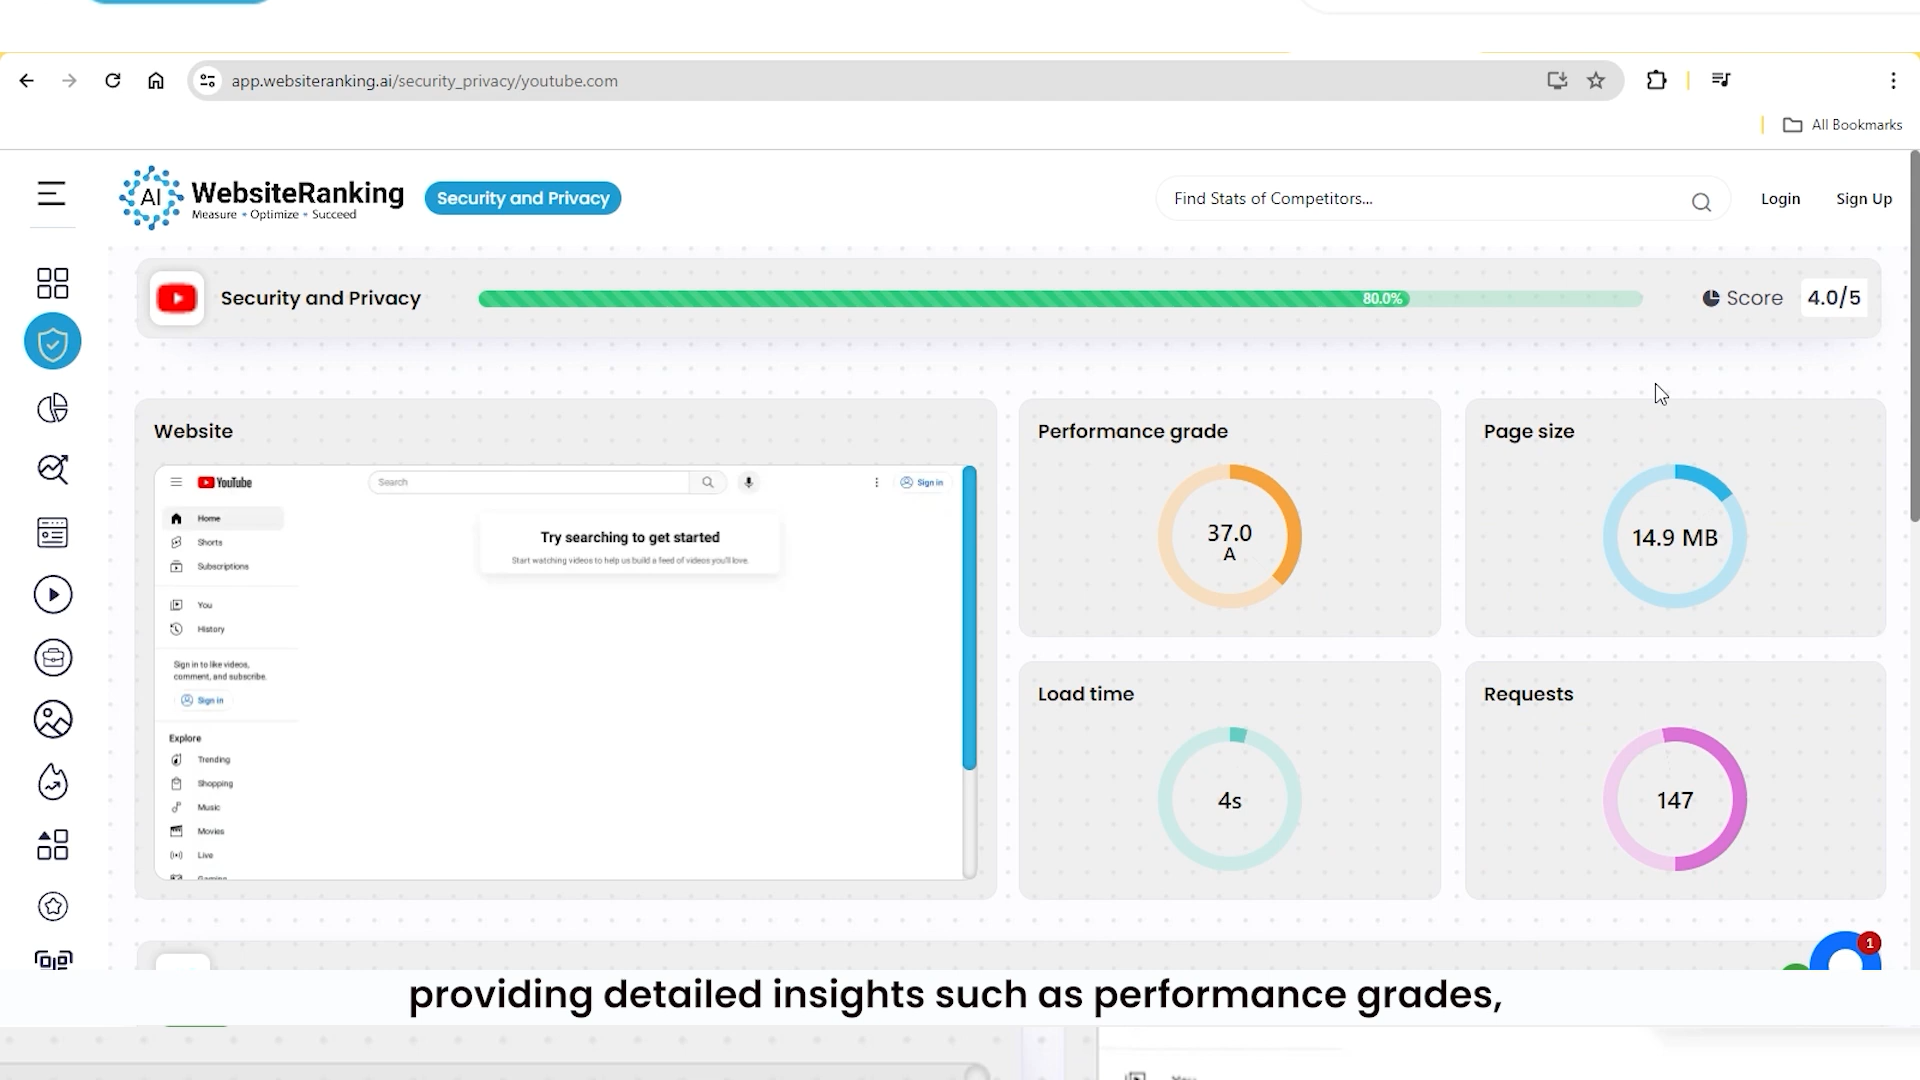 app.websiteranking.ai/security_privacy/youtube.com
All Bookmarks
AI WebsiteRanking
Measure • Optimize • Succeed
Security and Privacy
Find Stats of Competitors...
Login
Sign Up
Security and Privacy
80.0%
Score
4.0/5
Website
YouTube
Search
Sign in
Home
Shorts
Subscriptions
You
History
Sign in to like videos,
comment, and subscribe.
Sign in
Explore
Trending
Shopping
Music
Movies
Live
Gaming
Try searching to get started
Start watching videos to help us build a feed of videos you'll love.
Performance grade
37.0
A
Page size
14.9 MB
Load time
4s
Requests
147
1
providing detailed insights such as performance grades,